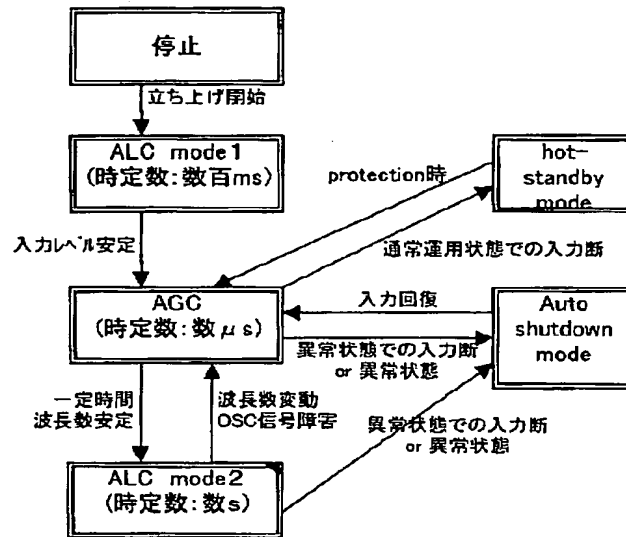 停止
立ち上げ開始
ALC mode1
(時定数:数百ms)
hot-
standby
mode
protection時
入力レベル安定
通常運用状態での入力断
AGC
(時定数:数μs)
入力回復
Auto
shutdown
mode
異常状態での入力断
or 異常状態
一定時間
波長数安定
波長数変動
OSC信号障害
異常状態での入力断
or 異常状態
ALC mode2
(時定数:数s)